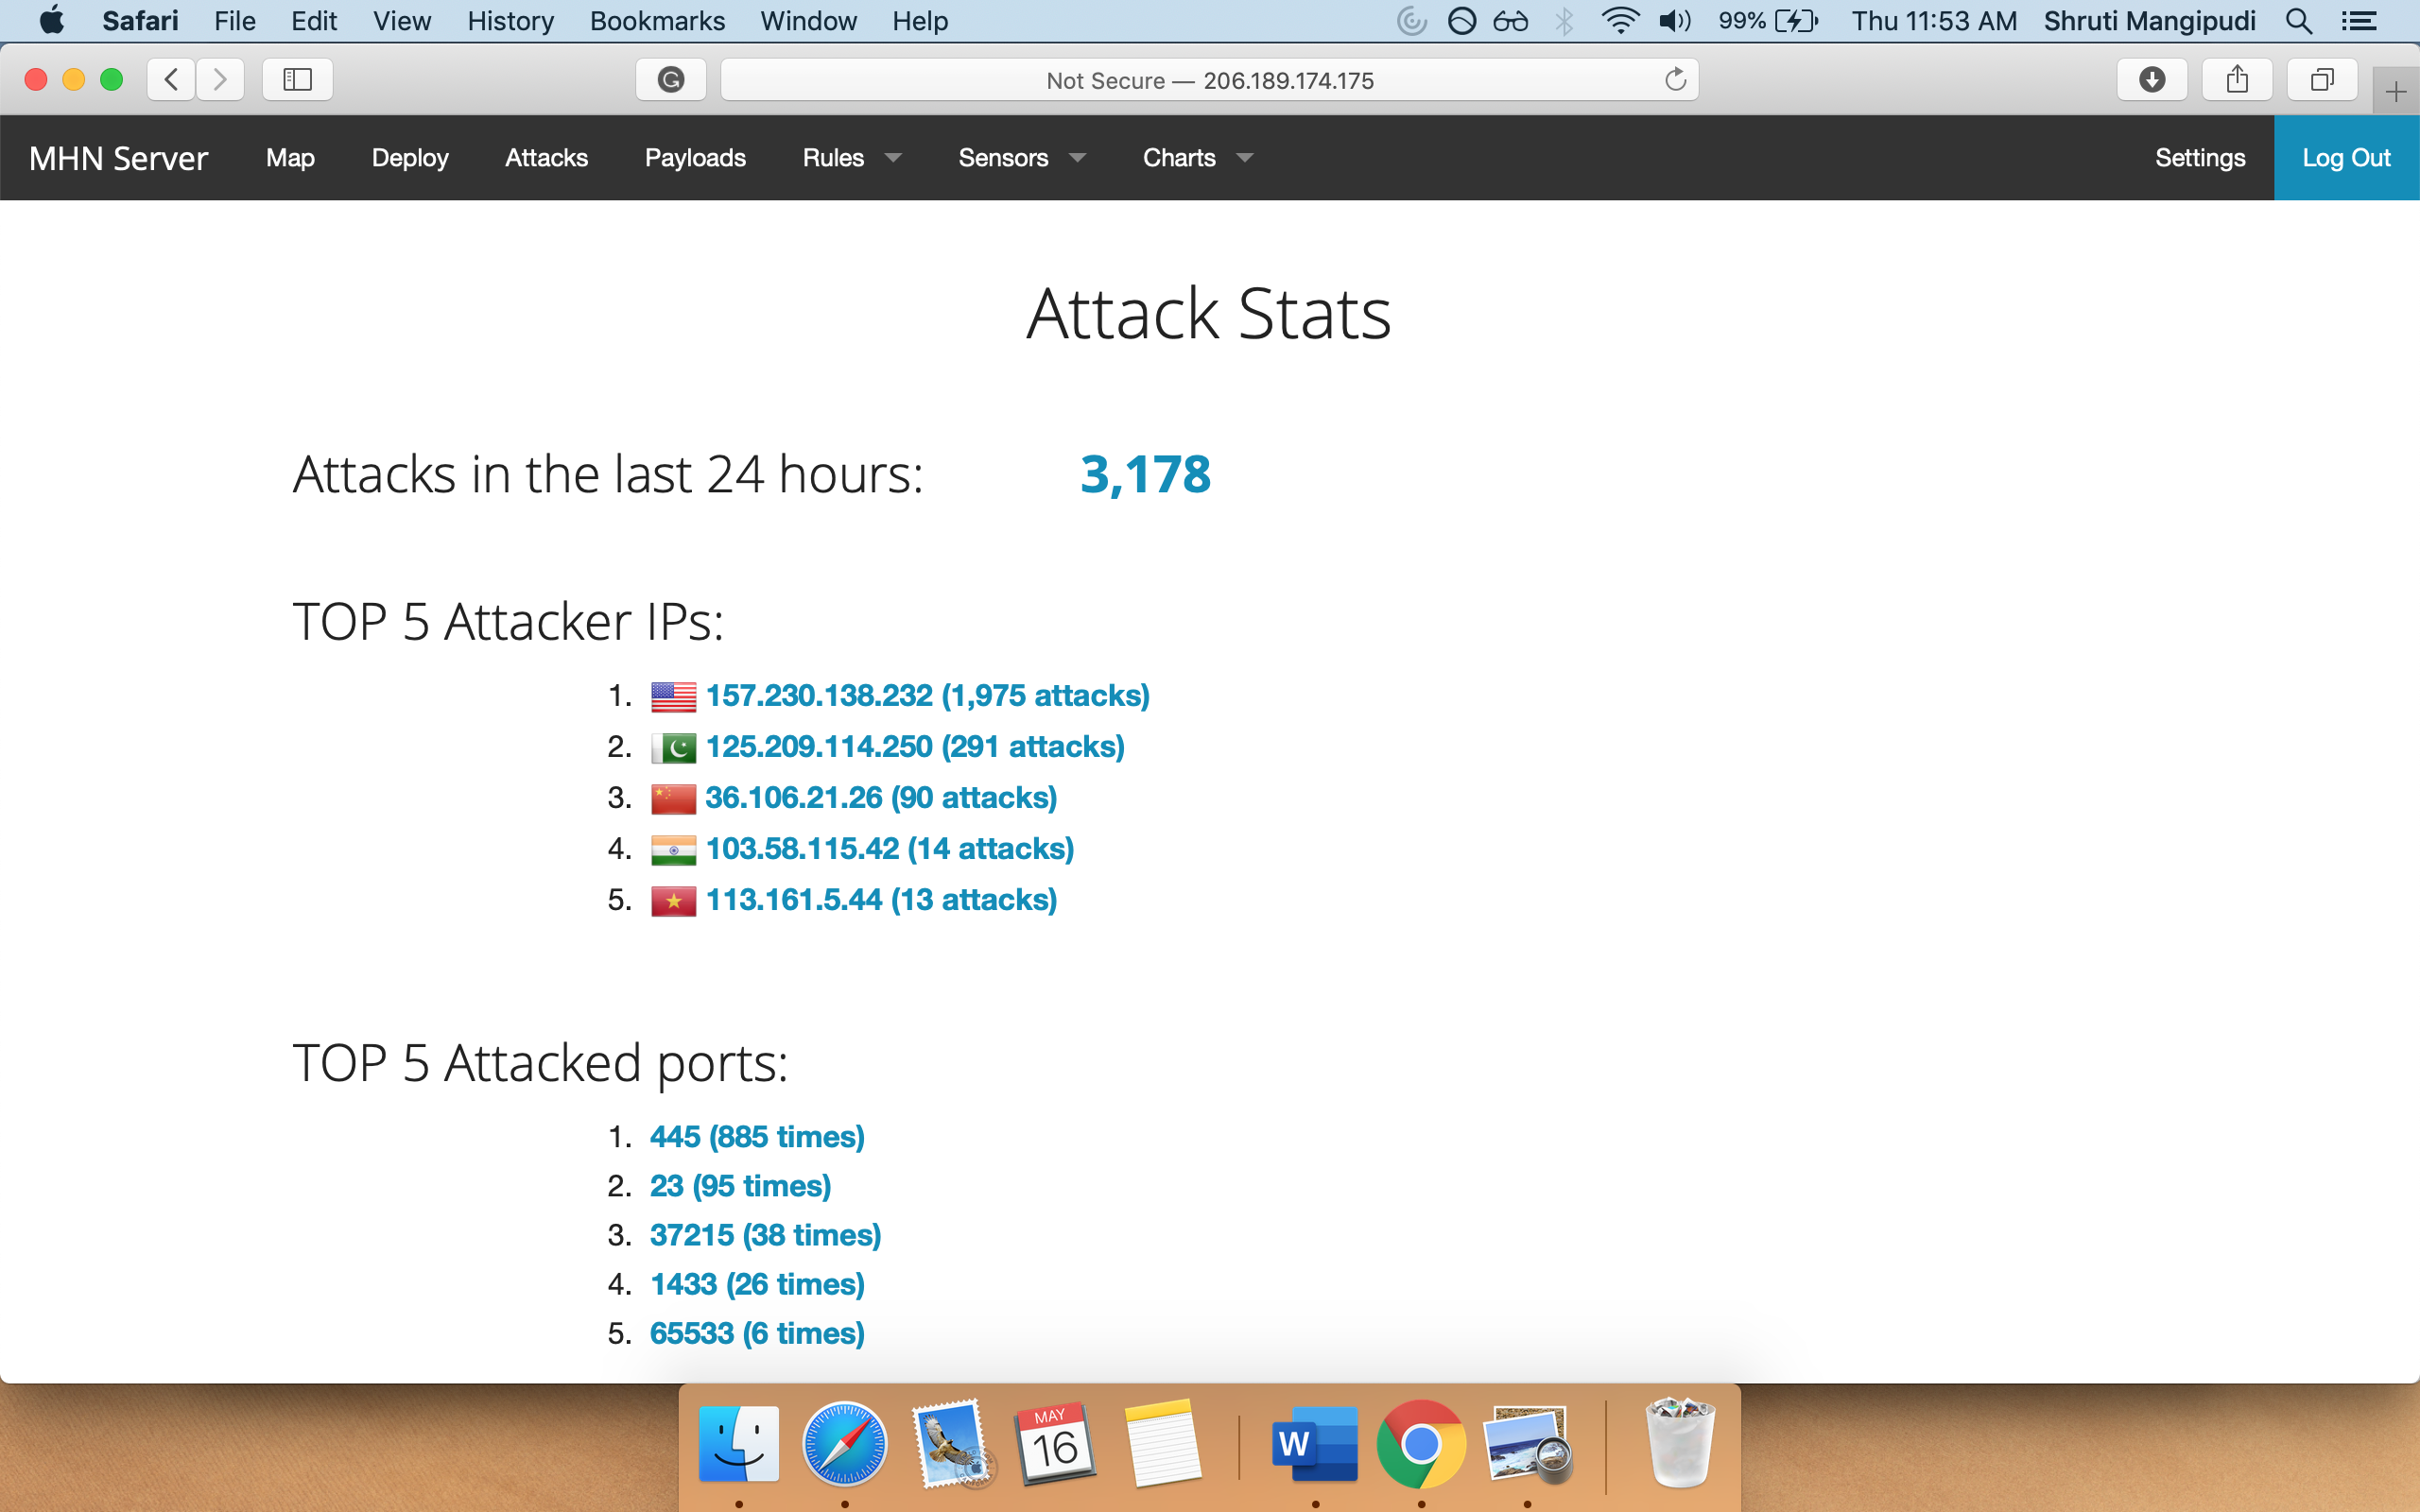 Safari File Edit View History Bookmarks Window Help 99% Thu 11:53 AM Shruti Mangipudi
Not Secure — 206.189.174.175
MHN Server Map Deploy Attacks Payloads Rules Sensors Charts Settings Log Out
Attack Stats
Attacks in the last 24 hours: 3,178
TOP 5 Attacker IPs:
1. 157.230.138.232 (1,975 attacks)
2. 125.209.114.250 (291 attacks)
3. 36.106.21.26 (90 attacks)
4. 103.58.115.42 (14 attacks)
5. 113.161.5.44 (13 attacks)
TOP 5 Attacked ports:
1. 445 (885 times)
2. 23 (95 times)
3. 37215 (38 times)
4. 1433 (26 times)
5. 65533 (6 times)
MAY
16
W